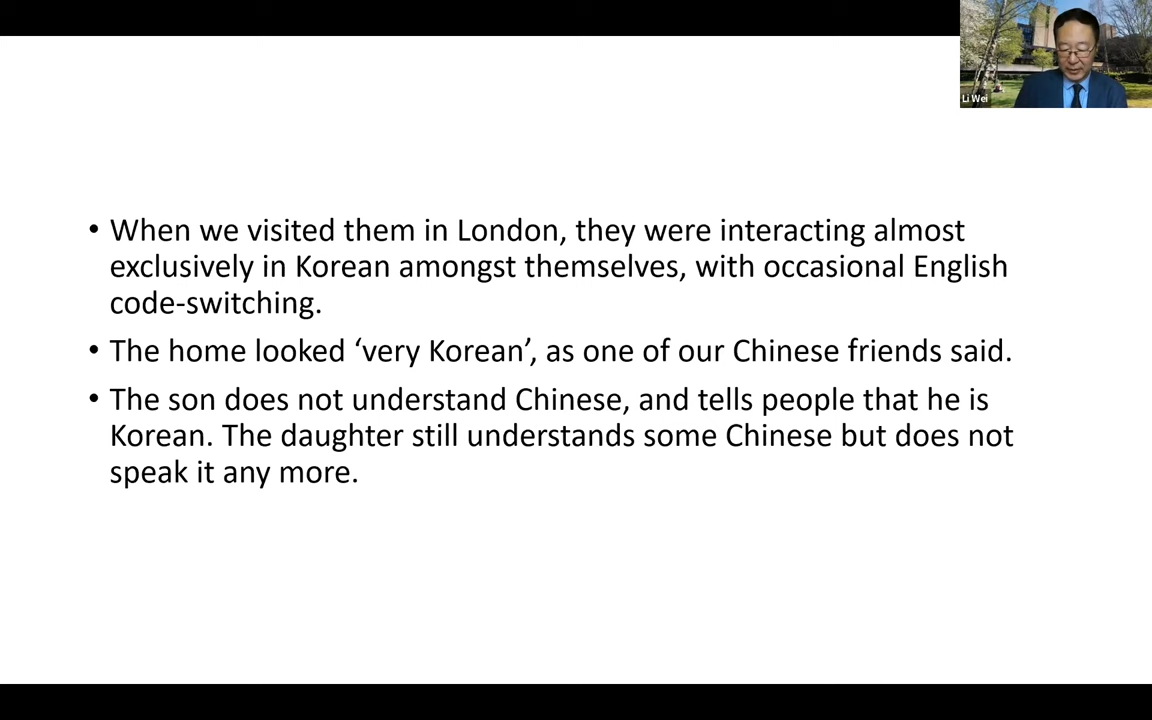 Li Wei
• When we visited them in London, they were interacting almost
exclusively in Korean amongst themselves, with occasional English
code-switching.
• The home looked ‘very Korean’, as one of our Chinese friends said.
• The son does not understand Chinese, and tells people that he is
Korean. The daughter still understands some Chinese but does not
speak it any more.